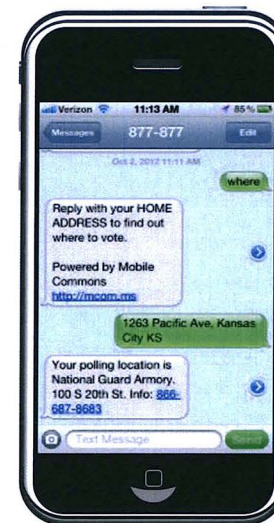 Verizon 11:13 AM 85%
Messages 877-877 Edit
Oct 2, 2012 11:11 AM
where
Reply with your HOME
ADDRESS to find out
where to vote.
Powered by Mobile
Commons
http://mcom.ms
1263 Pacific Ave, Kansas
City KS
Your polling location is
National Guard Armory.
100 S 20th St. Info: 866-
687-8683
Text Message Send